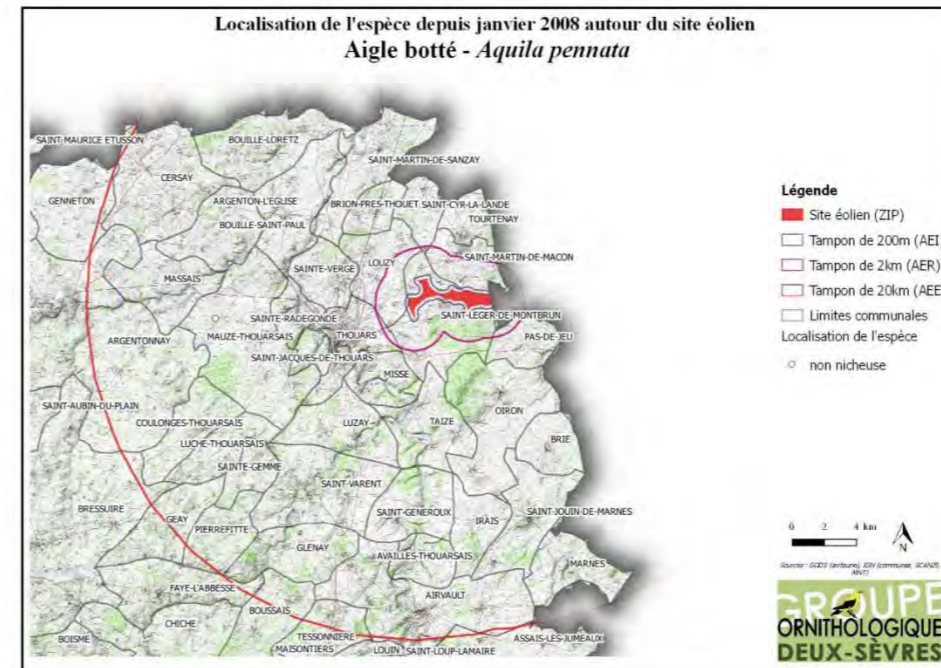 Localisation de l'espèce depuis janvier 2008 autour du site éolien
Aigle botté - Aquila pennata
SAINT-MAURICE ETUSSON
BOUILLE-LORETZ
SAINT-MARTIN-DE-SANZAY
CERSAY
GENNETON
ARGENTON-L'EGLISE
BRION-PRES-THOUET
SAINT-CYR-LA-LANDE
TOURTENAY
BOUILLE-SAINT-PAUL
LOUZY
SAINT-MARTIN-DE-MACON
SAINTE-VERGE
MASSAIS
SAINTE-RADEGONDE
SAINT-LEGER-DE-MONTBRUN
ARGENTONNAY
MAUZE-THOUARSAIS
THOUARS
PAS-DE-JEU
SAINT-JACQUES-DE-THOUARS
MISSE
SAINT-AUBIN-DU-PLAIN
OIRON
COULONGES-THOUARSAIS
LUZAY
TAIZE
LUCHE-THOUARSAIS
BRIE
SAINTE-GEMME
SAINT-VARENT
BRESSUIRE
GEAY
PIERREFITTE
SAINT-GENEROUX
IRAIS
SAINT-JOUIN-DE-MARNES
GLENAY
AVAILLES-THOUARSAIS
MARNES
FAYE-L'ABBESSE
AIRVAULT
BOUSSAIS
CHICHE
BOISME
TESSONNIERE
ASSAIS-LES-JUMEAUX
MAISONTIERS
LOUIN
SAINT-LOUP-LAMAIRE
Légende
Site éolien (ZIP)
Tampon de 200m (AEI
Tampon de 2km (AER)
Tampon de 20km (AEE
Limites communales
Localisation de l'espèce
non nicheuse
0 2 4 km
N
Sources : GODS (avifaune), IGN (communes, SCAN25,
MNT)
GROUPE
ORNITHOLOGIQUE
DEUX-SÈVRES